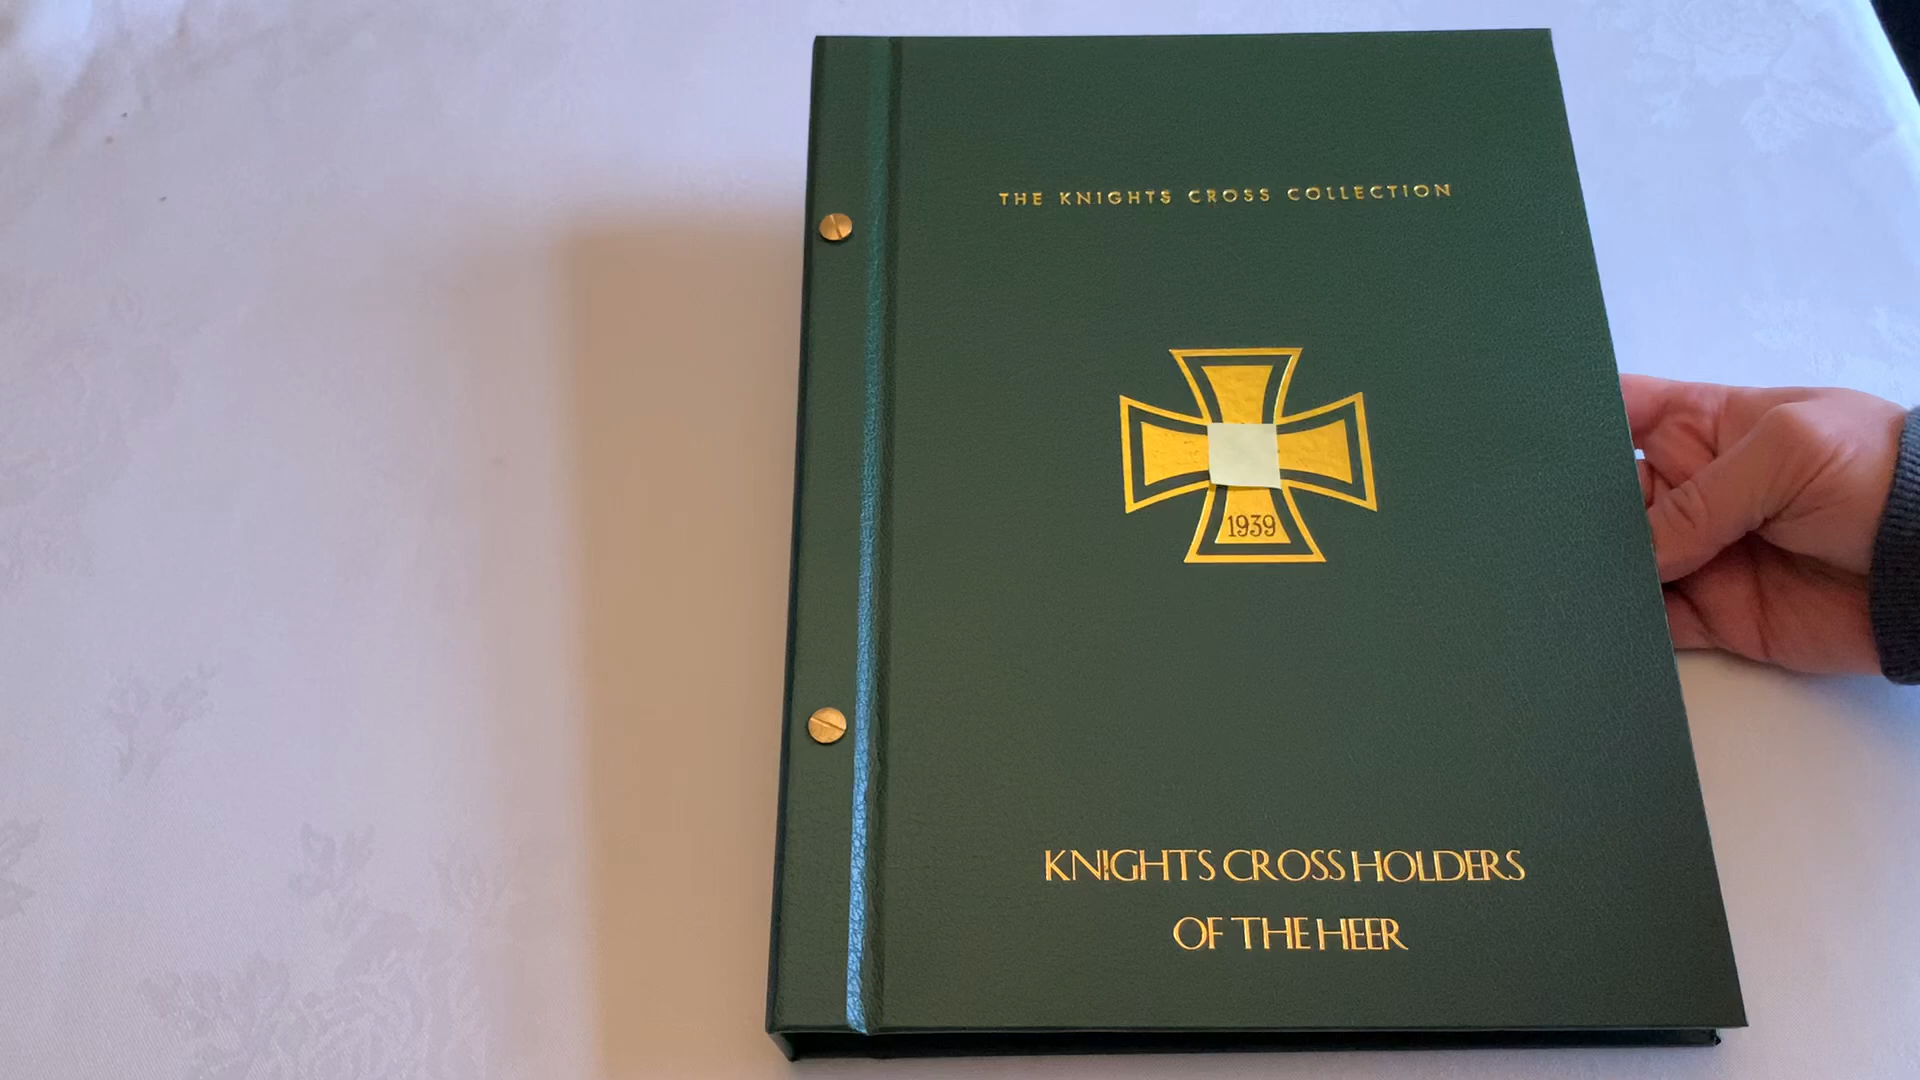 THE KNIGHTS CROSS COLLECTION
1939
KNIGHTS CROSS HOLDERS
OF THE HEER